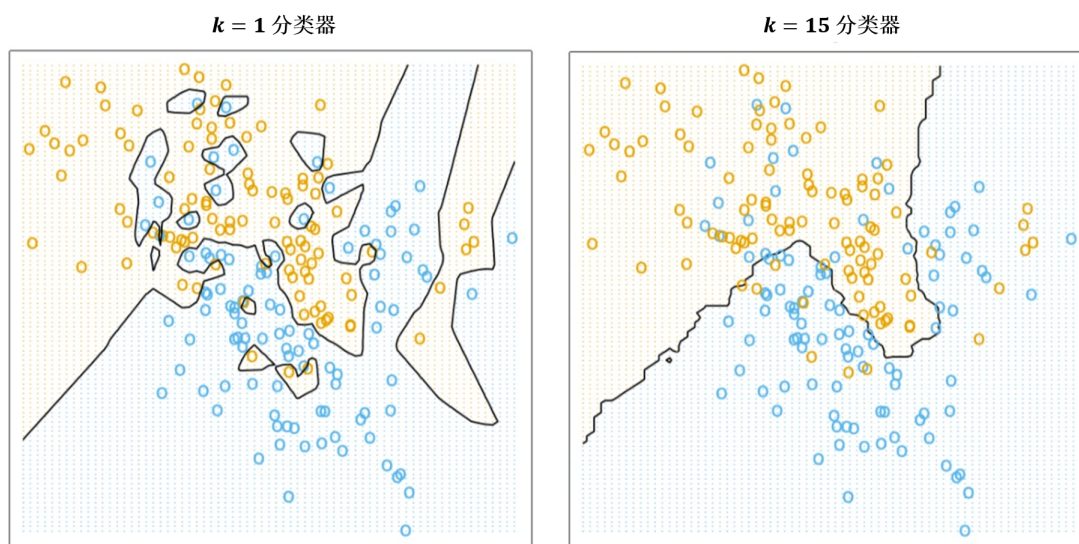 k = 1 分类器
k = 15 分类器